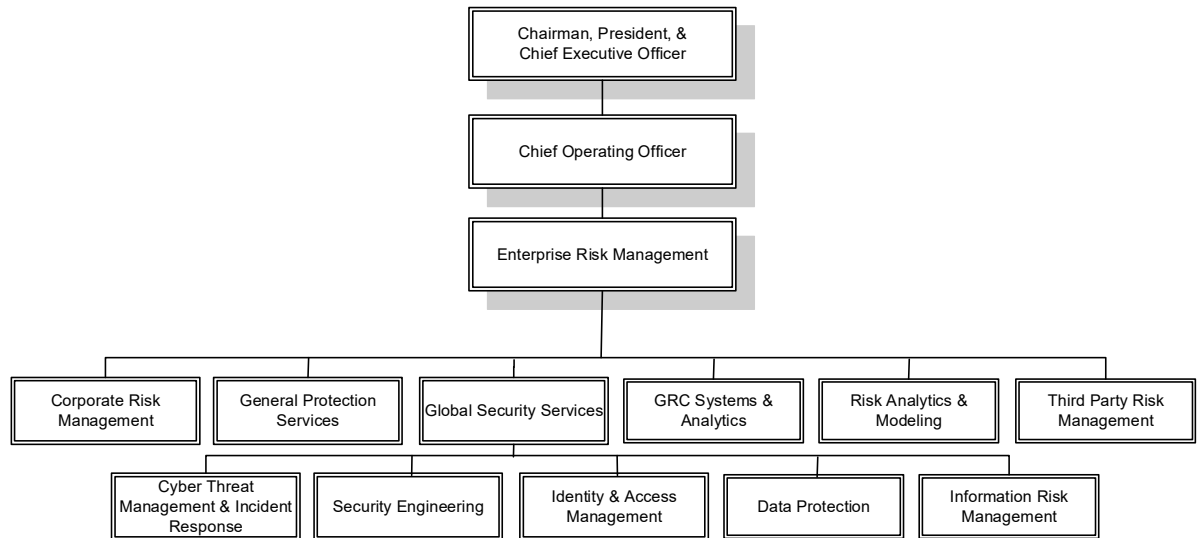 Chairman, President, &
Chief Executive Officer
Chief Operating Officer
Enterprise Risk Management
Corporate Risk
Management
General Protection
Services
Global Security Services
GRC Systems &
Analytics
Risk Analytics &
Modeling
Third Party Risk
Management
Cyber Threat
Management & Incident
Response
Security Engineering
Identity & Access
Management
Data Protection
Information Risk
Management